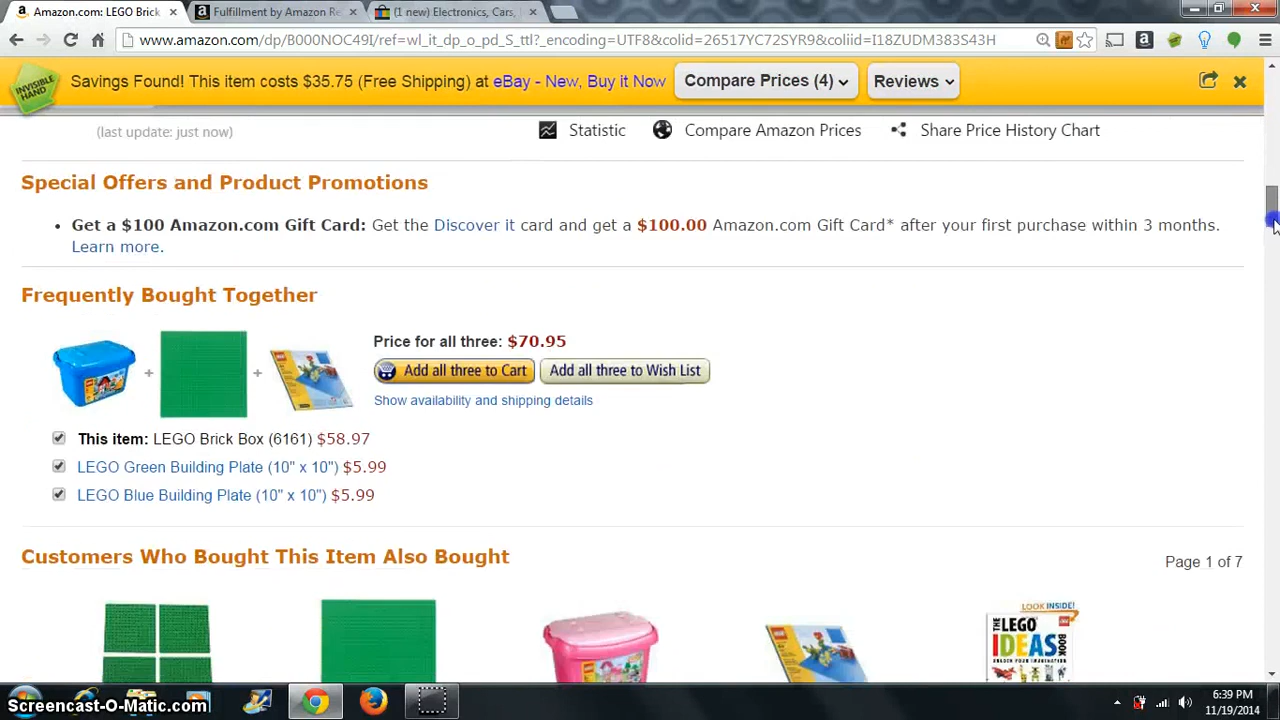 Amazon.com: LEGO Brick
Fulfillment by Amazon Re
(1 new) Electronics, Cars,
www.amazon.com/dp/B000NOC49I/ref=wl_it_dp_o_pd_S_ttl?_encoding=UTF8&colid=26517YC72SYR9&coliid=I18ZUDM383S43H
INVISIBLE HAND
Savings Found! This item costs $35.75 (Free Shipping) at eBay - New, Buy it Now
Compare Prices (4)
Reviews
(last update: just now)
Statistic
Compare Amazon Prices
Share Price History Chart
Special Offers and Product Promotions
• Get a $100 Amazon.com Gift Card: Get the Discover it card and get a $100.00 Amazon.com Gift Card* after your first purchase within 3 months.
Learn more.
Frequently Bought Together
Price for all three: $70.95
Add all three to Cart
Add all three to Wish List
Show availability and shipping details
This item: LEGO Brick Box (6161) $58.97
LEGO Green Building Plate (10" x 10") $5.99
LEGO Blue Building Plate (10" x 10") $5.99
Customers Who Bought This Item Also Bought
Page 1 of 7
LOOK INSIDE!
THE LEGO IDEAS BOOK
Screencast-O-Matic.com
6:39 PM
11/19/2014